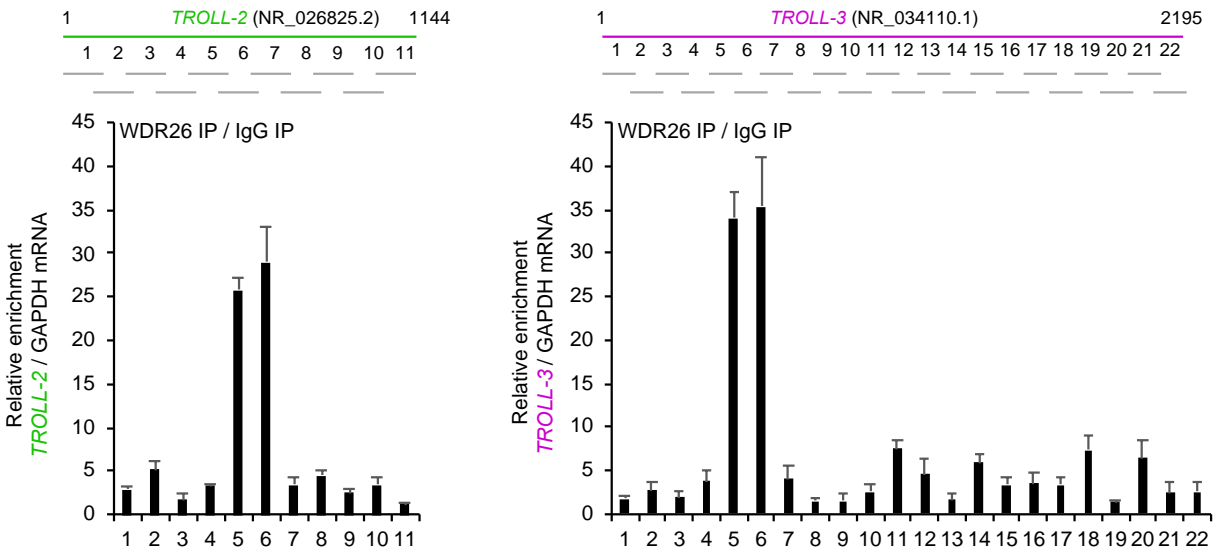 1 TROLL-2 (NR_026825.2) 1144
1 2 3 4 5 6 7 8 9 10 11
WDR26 IP / IgG IP
45
40
35
30
25
20
15
10
5
0
Relative enrichment
TROLL-2 / GAPDH mRNA
1 2 3 4 5 6 7 8 9 10 11
1 TROLL-3 (NR_034110.1) 2195
1 2 3 4 5 6 7 8 9 10 11 12 13 14 15 16 17 18 19 20 21 22
WDR26 IP / IgG IP
45
40
35
30
25
20
15
10
5
0
Relative enrichment
TROLL-3 / GAPDH mRNA
1 2 3 4 5 6 7 8 9 10 11 12 13 14 15 16 17 18 19 20 21 22